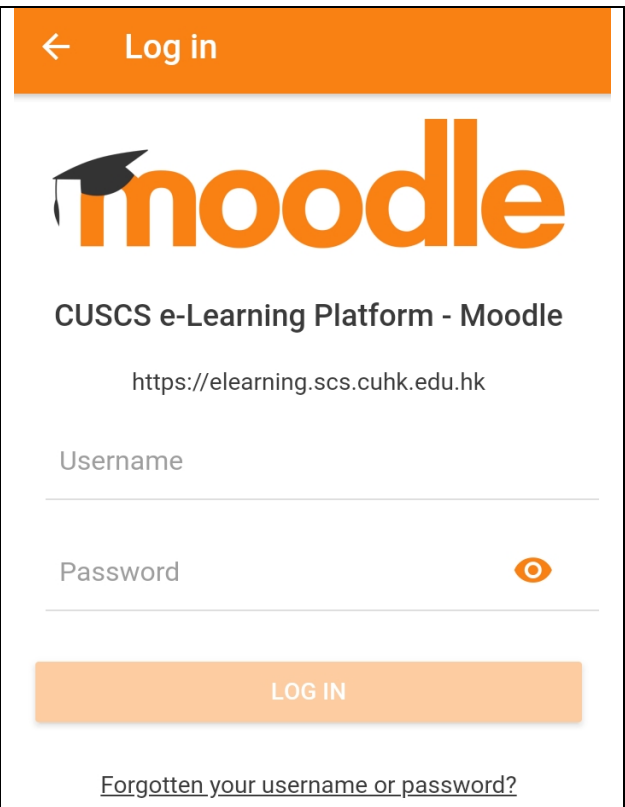 Log in
moodle
CUSCS e-Learning Platform - Moodle
https://elearning.scs.cuhk.edu.hk
Username
Password
LOG IN
Forgotten your username or password?